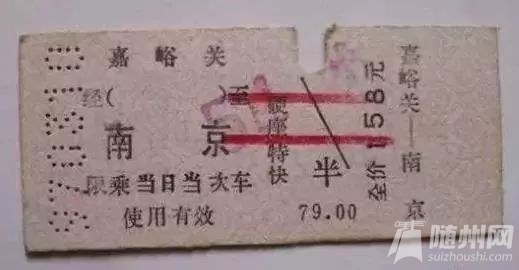 嘉峪关
经( )至
南京
限乘当日当次车
使用有效
硬座特快
半
79.00
全价158元
嘉峪关—南京
随州网
suizhoushi.com